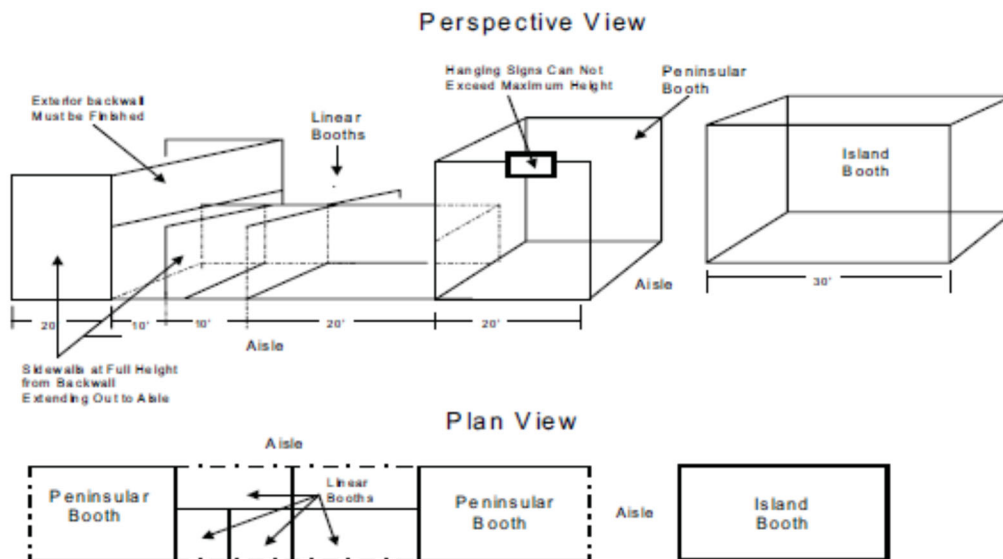 Perspective View
Hanging Signs Can Not
Exceed Maximum Height
Peninsular
Booth
Exterior backwall
Must be Finished
Linear
Booths
Island
Booth
Aisle
30'
20'
10'
10'
20'
20'
Aisle
Sidewalls at Full Height
from Backwall
Extending Out to Aisle
Plan View
Aisle
Peninsular
Booth
Linear
Booths
Peninsular
Booth
Aisle
Island
Booth